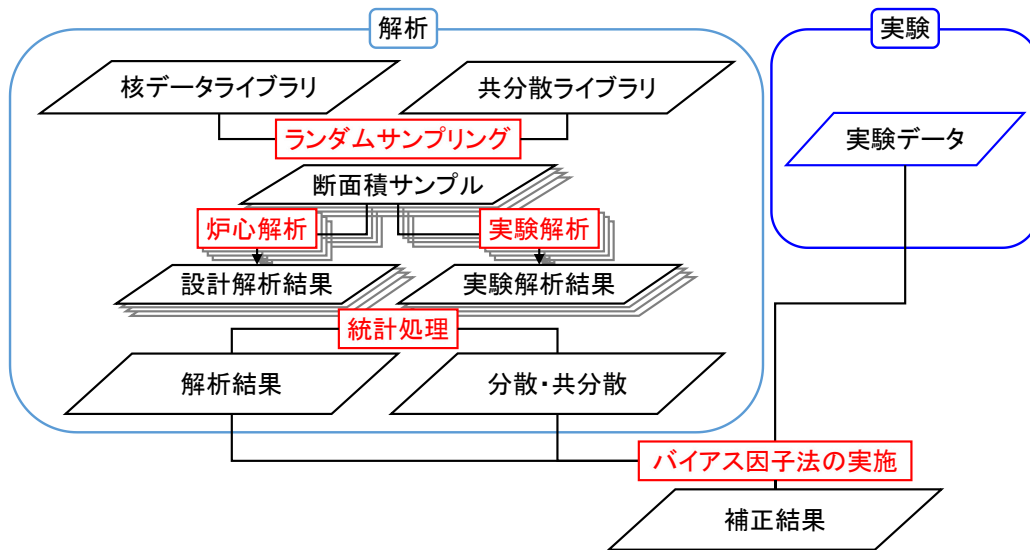 解析
実験
核データライブラリ
共分散ライブラリ
ランダムサンプリング
実験データ
断面積サンプル
炉心解析
実験解析
設計解析結果
実験解析結果
統計処理
解析結果
分散・共分散
バイアス因子法の実施
補正結果